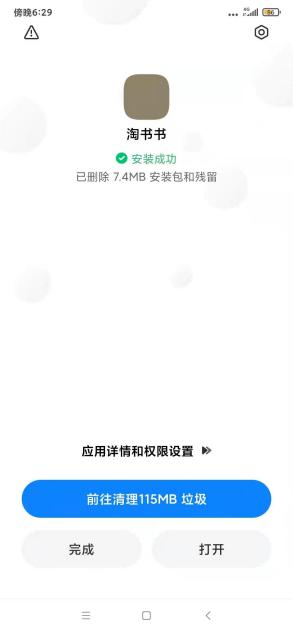 傍晚6:29
4G
56
淘书书
安装成功
已删除 7.4MB 安装包和残留
应用详情和权限设置
前往清理115MB 垃圾
完成
打开